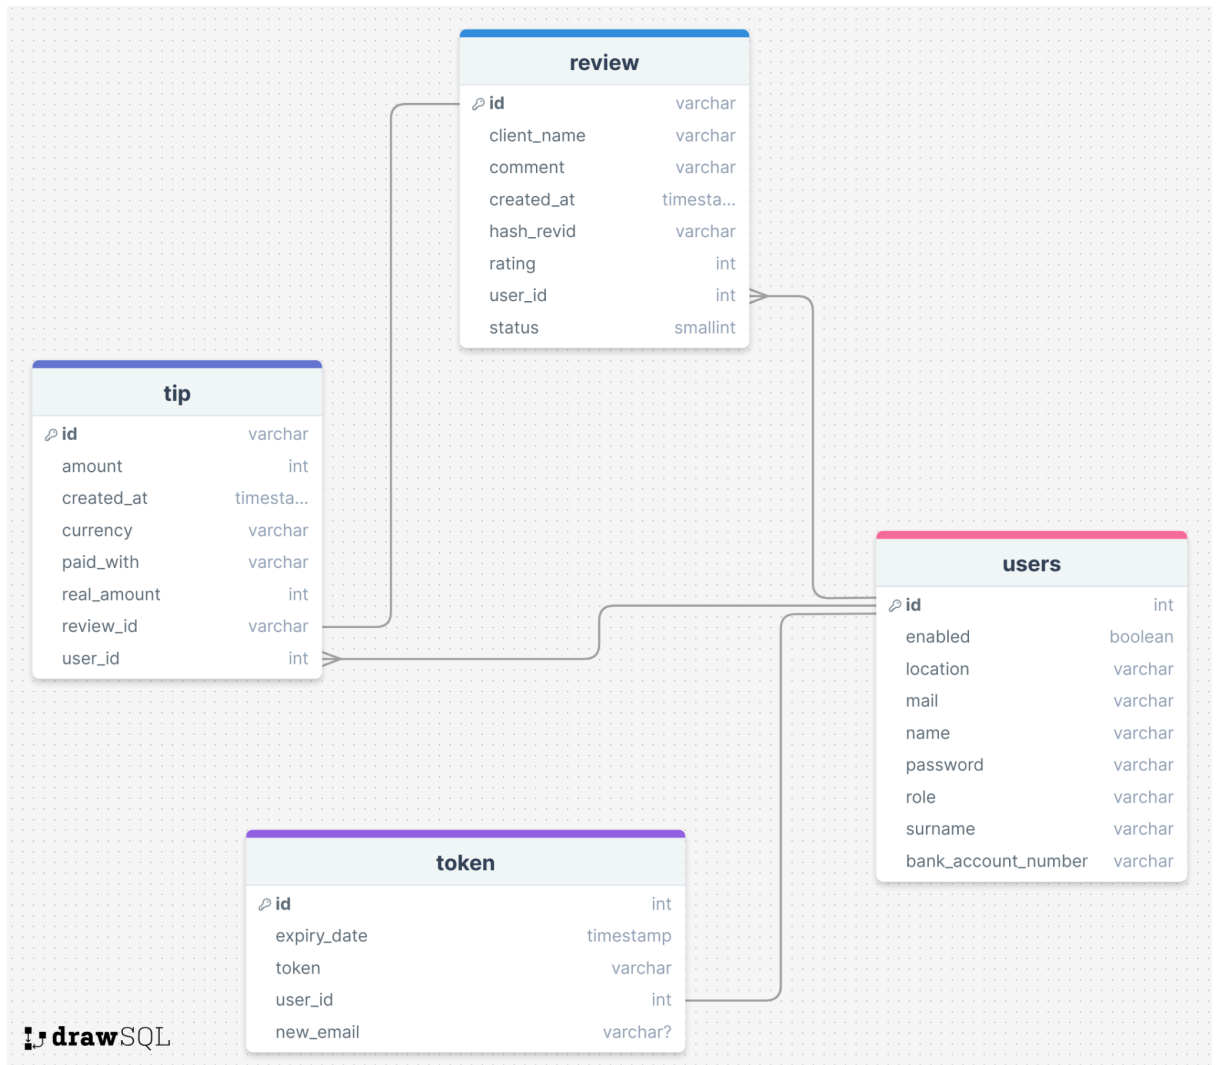 review
id varchar
client_name varchar
comment varchar
created_at timesta...
hash_revid varchar
rating int
user_id int
status smallint
tip
id varchar
amount int
created_at timesta...
currency varchar
paid_with varchar
real_amount int
review_id varchar
user_id int
users
id int
enabled boolean
location varchar
mail varchar
name varchar
password varchar
role varchar
surname varchar
bank_account_number varchar
token
id int
expiry_date timestamp
token varchar
user_id int
new_email varchar?
drawSQL